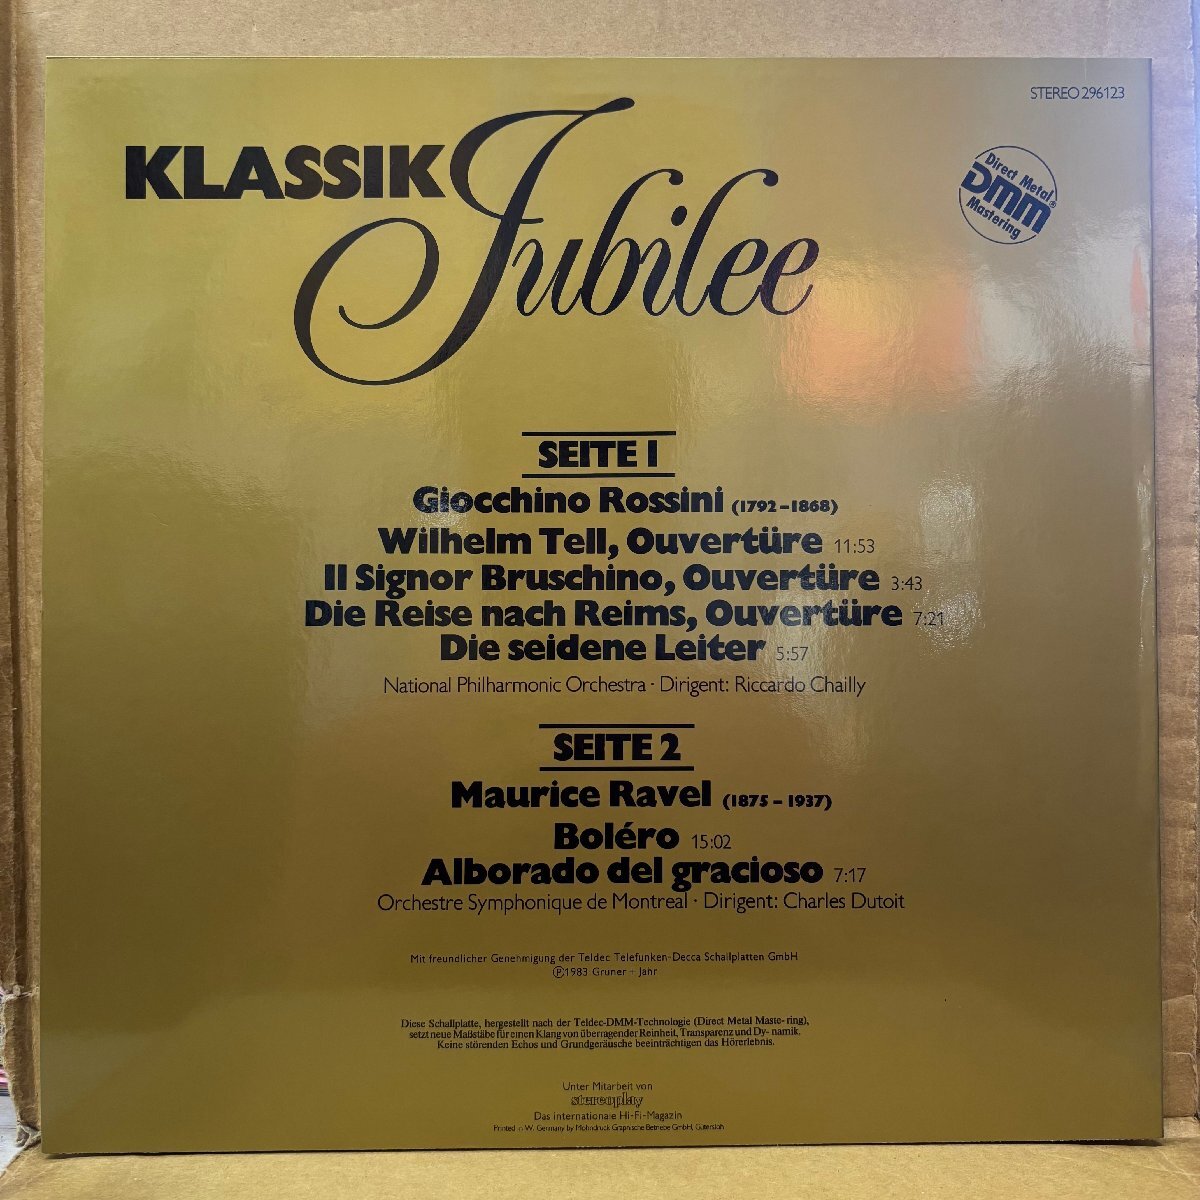 STEREO 296123
KLASSIK Jubilee
Direct Metal
DMM®
Mastering
SEITE 1
Giocchino Rossini (1792–1868)
Wilhelm Tell, Ouvertüre 11:53
Il Signor Bruschino, Ouvertüre 3:43
Die Reise nach Reims, Ouvertüre 7:21
Die seidene Leiter 5:57
National Philharmonic Orchestra · Dirigent: Riccardo Chailly
SEITE 2
Maurice Ravel (1875 – 1937)
Boléro 15:02
Alborado del gracioso 7:17
Orchestre Symphonique de Montreal · Dirigent: Charles Dutoit
Mit freundlicher Genehmigung der Teldec Telefunken-Decca Schallplatten GmbH
℗1983 Gruner + Jahr
Diese Schallplatte, hergestellt nach der Teldec-DMM-Technologie (Direct Metal Maste- ring),
setzt neue Maßstäbe für einen Klang von überragender Reinheit, Transparenz und Dy- namik.
Keine störenden Echos und Grundgeräusche beeinträchtigen das Hörerlebnis.
Unter Mitarbeit von
stereoplay
Das internationale Hi-Fi-Magazin
Printed in W. Germany by Mohndruck Graphische Betriebe GmbH, Gütersloh